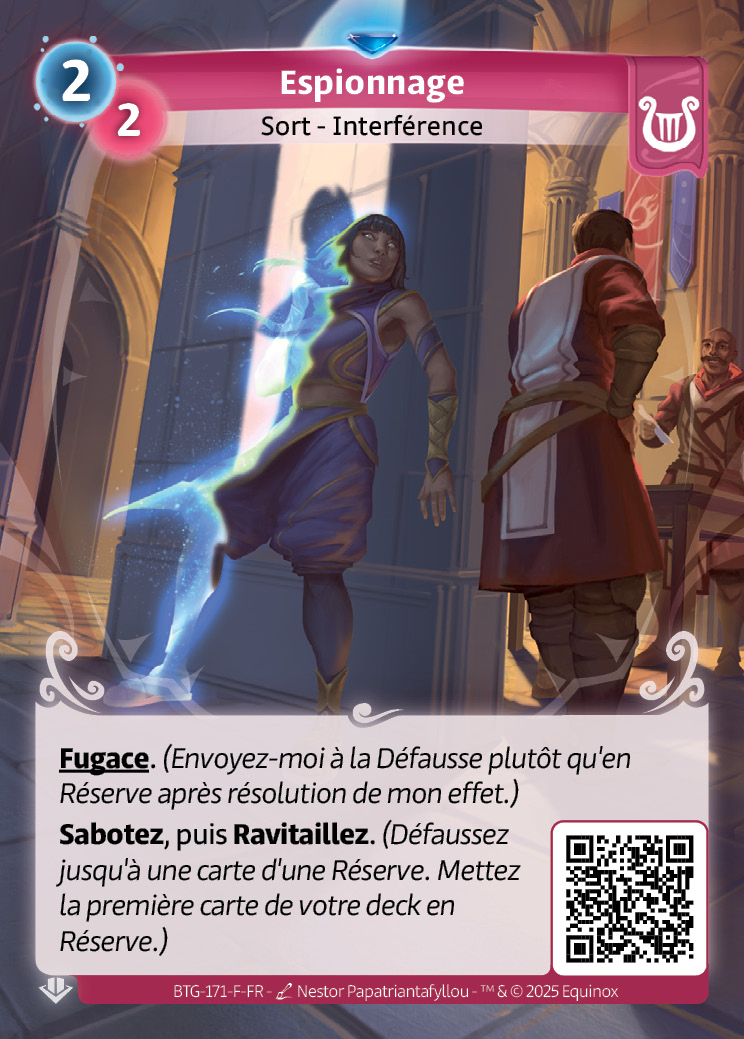 2
Espionnage
2
Sort - Interférence
Fugace. (Envoyez-moi à la Défausse plutôt qu'en
Réserve après résolution de mon effet.)
Sabotez, puis Ravitaillez. (Défaussez
jusqu'à une carte d'une Réserve. Mettez
la première carte de votre deck en
Réserve.)
BTG-171-F-FR - Nestor Papatriantafyllou - ™ & © 2025 Equinox